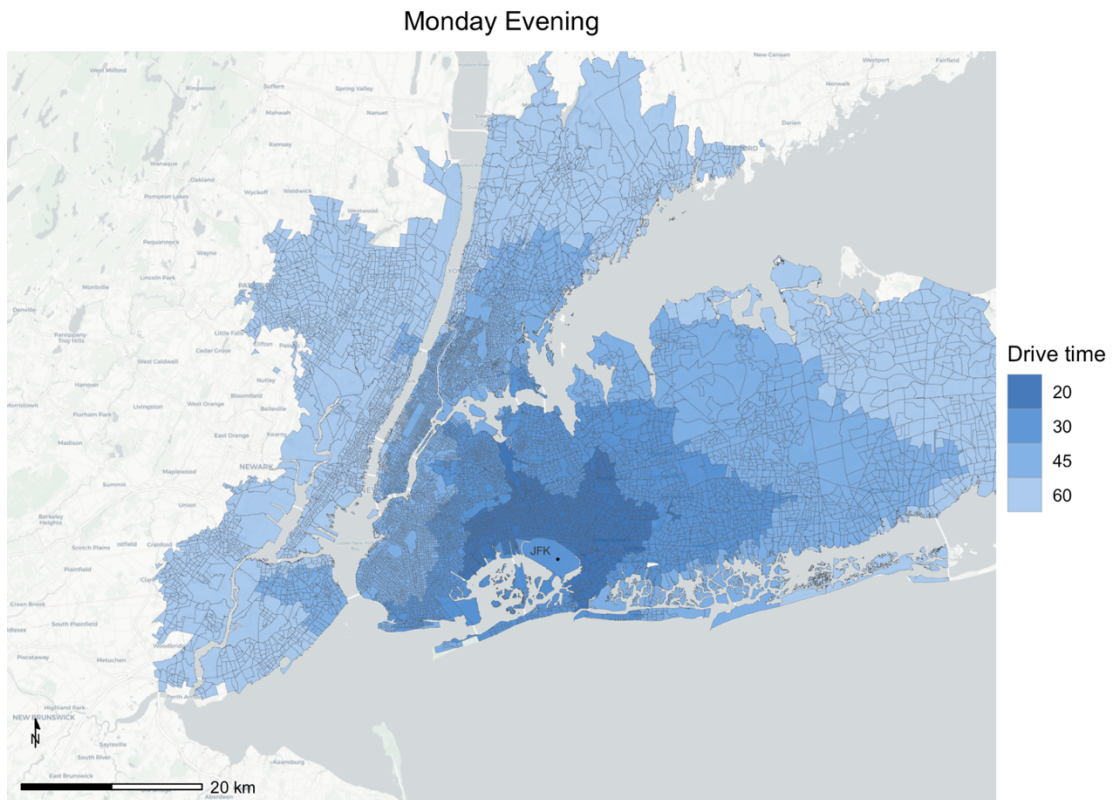 Monday Evening
New Canaan
Westport
Fairfield
West Milford
Ringwood
Suffern
Spring Valley
Norwalk
Mahwah
Nanuet
Darien
Ramsey
Wanaque
Oakland
Pompton Lakes
Wyckoff
Waldwick
Westwood
Pequannock
Wayne
Lincoln Park
Montville
Denville
Little Falls
Clifton
Parsippany-
Troy Hills
Cedar Grove
West Caldwell
Nutley
Hanover
Bloomfield
Livingston
West Orange
Belleville
Morristown
Florham Park
East Orange
Madison
Maplewood
NEWARK
Summit
Union
Berkeley
Heights
Scotch Plains
JFK
Plainfield
Green Brook
South Plainfield
Piscataway
Metuchen
Woodbridge
Highland Park
NEW BRUNSWICK
Sayreville
South River
Keansburg
East Brunswick
Aberdeen
N
20 km
Drive time
20
30
45
60